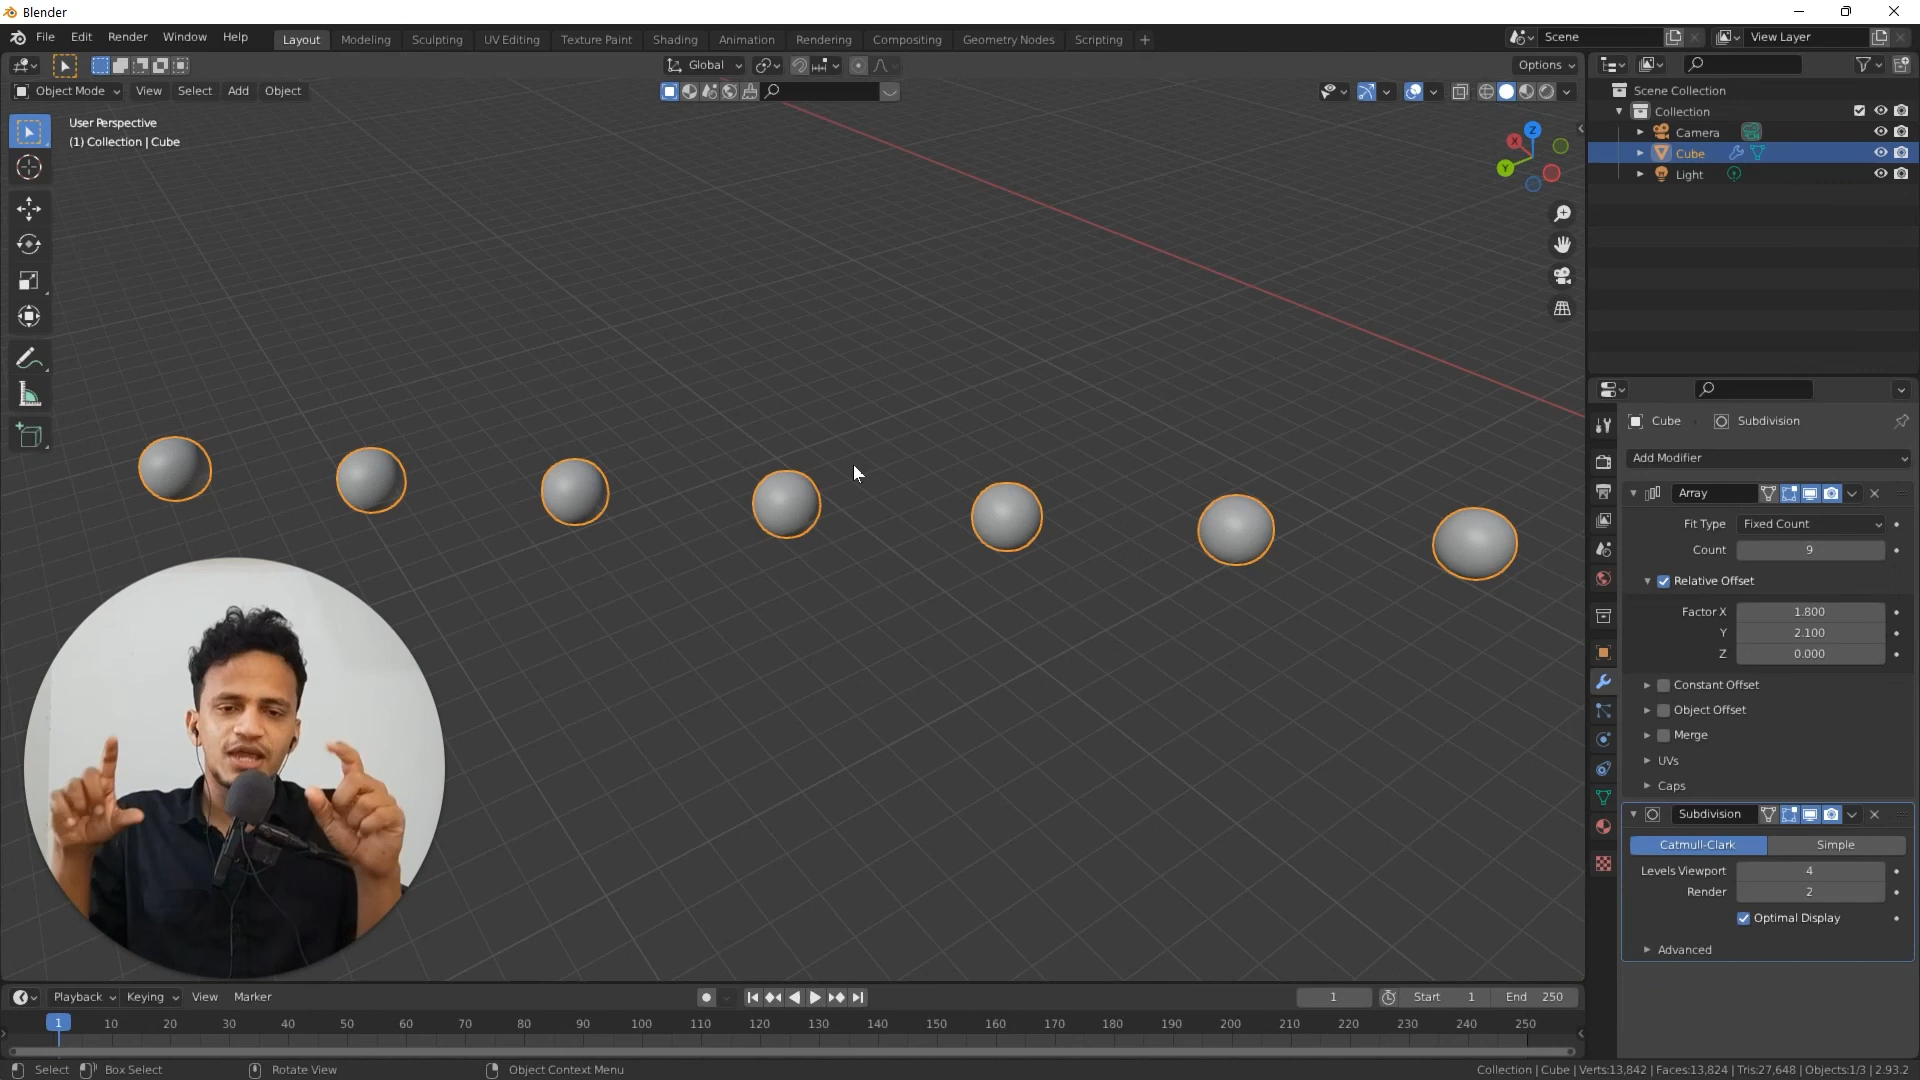 Blender
File Edit Render Window Help Layout Modeling Sculpting UV Editing Texture Paint Shading Animation Rendering Compositing Geometry Nodes Scripting + Scene View Layer
Global Options
Object Mode View Select Add Object
User Perspective
(1) Collection | Cube
Z
X
Y
Scene Collection
Collection
Camera
Cube
Light
Cube Subdivision
Add Modifier
Array
Fit Type Fixed Count
Count 9
Relative Offset
Factor X 1.800
Y 2.100
Z 0.000
Constant Offset
Object Offset
Merge
UVs
Caps
Subdivision
Catmull-Clark Simple
Levels Viewport 4
Render 2
Optimal Display
Advanced
Playback Keying View Marker 1 Start 1 End 250
1 10 20 30 40 50 60 70 80 90 100 110 120 130 140 150 160 170 180 190 200 210 220 230 240 250
Select Box Select Rotate View Object Context Menu Collection | Cube | Verts:13,842 | Faces:13,824 | Tris:27,648 | Objects:1/3 | 2.93.2